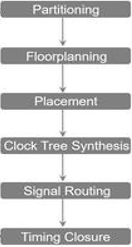 Partitioning
Floorplanning
Placement
Clock Tree Synthesis
Signal Routing
Timing Closure